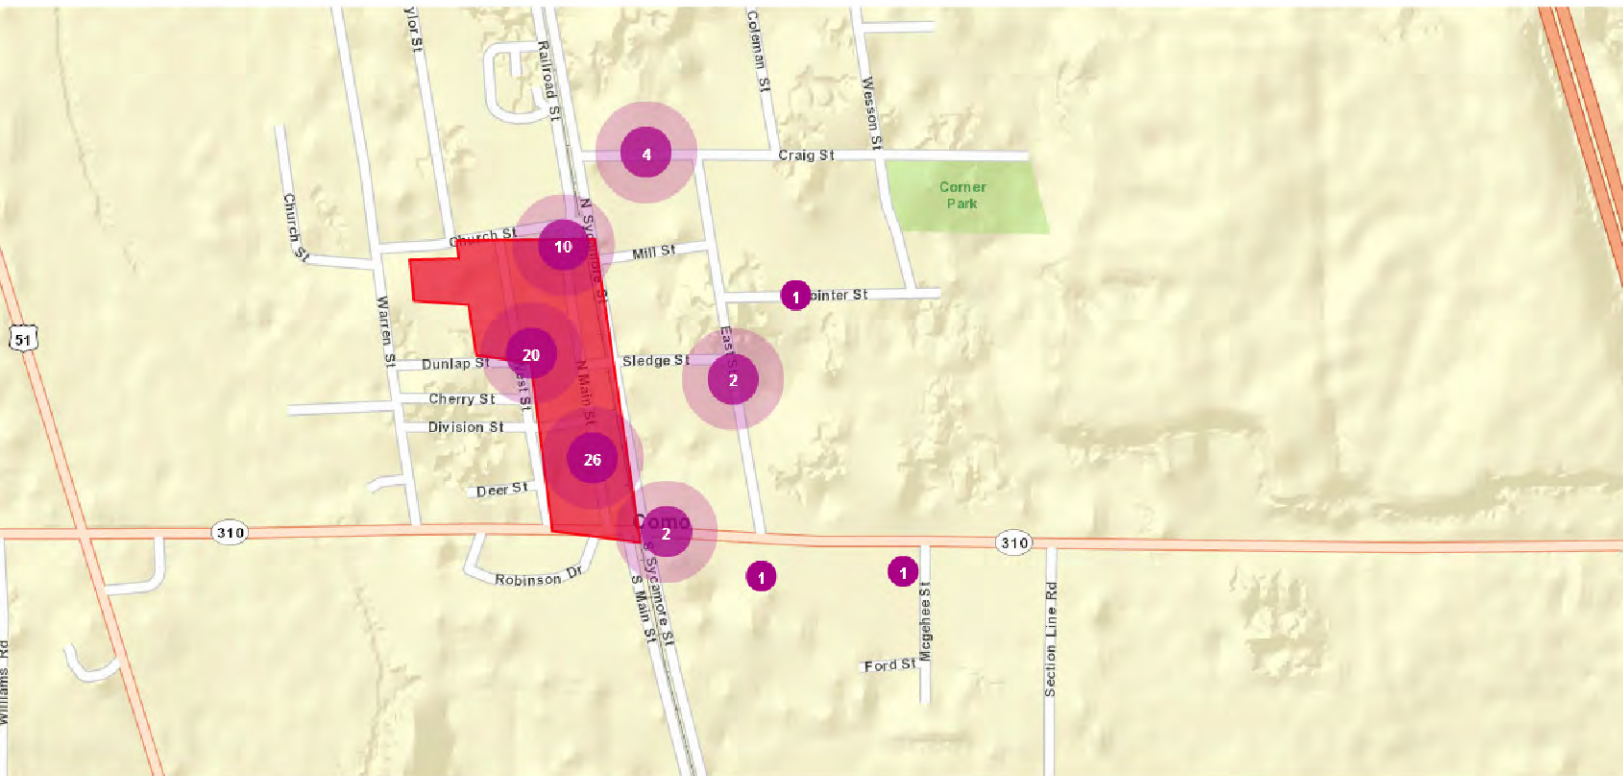 ylor St
Railroad St
Coleman St
Wesson St
4
Craig St
Corner
Park
Church St
Church St
10
N Sycamore St
Mill St
1
ointer St
51
Warren St
Dunlap St
20
Sledge St
East St
2
West St
N Main St
Cherry St
Division St
26
Deer St
310
Como
2
310
Robinson Dr
1
1
S Main St
S Sycamore St
Mcgehee St
Ford St
Section Line Rd
Williams Rd